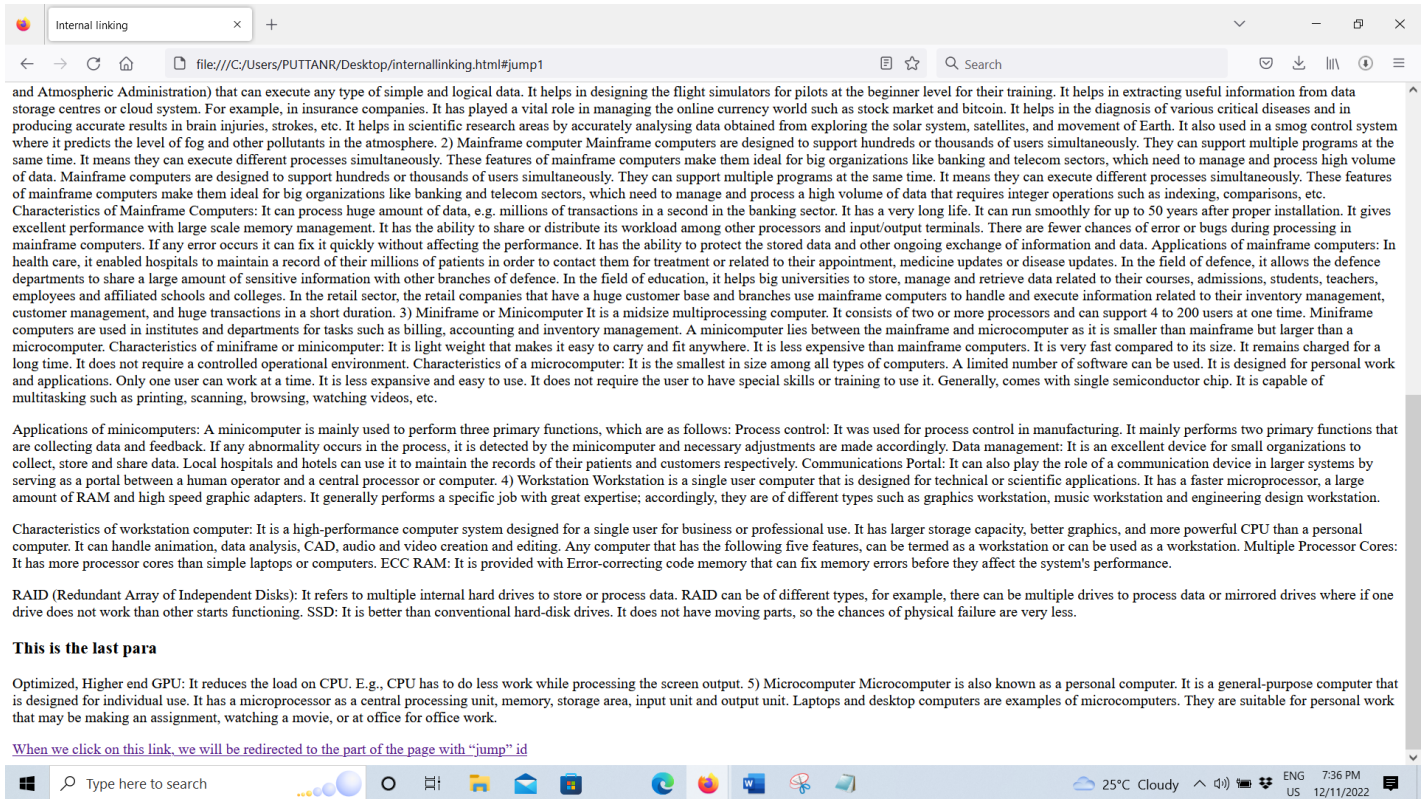 Internal linking
file:///C:/Users/PUTTANR/Desktop/internallinking.html#jump1
Search
and Atmospheric Administration) that can execute any type of simple and logical data. It helps in designing the flight simulators for pilots at the beginner level for their training. It helps in extracting useful information from data
storage centres or cloud system. For example, in insurance companies. It has played a vital role in managing the online currency world such as stock market and bitcoin. It helps in the diagnosis of various critical diseases and in
producing accurate results in brain injuries, strokes, etc. It helps in scientific research areas by accurately analysing data obtained from exploring the solar system, satellites, and movement of Earth. It also used in a smog control system
where it predicts the level of fog and other pollutants in the atmosphere. 2) Mainframe computer Mainframe computers are designed to support hundreds or thousands of users simultaneously. They can support multiple programs at the
same time. It means they can execute different processes simultaneously. These features of mainframe computers make them ideal for big organizations like banking and telecom sectors, which need to manage and process high volume
of data. Mainframe computers are designed to support hundreds or thousands of users simultaneously. They can support multiple programs at the same time. It means they can execute different processes simultaneously. These features
of mainframe computers make them ideal for big organizations like banking and telecom sectors, which need to manage and process a high volume of data that requires integer operations such as indexing, comparisons, etc.
Characteristics of Mainframe Computers: It can process huge amount of data, e.g. millions of transactions in a second in the banking sector. It has a very long life. It can run smoothly for up to 50 years after proper installation. It gives
excellent performance with large scale memory management. It has the ability to share or distribute its workload among other processors and input/output terminals. There are fewer chances of error or bugs during processing in
mainframe computers. If any error occurs it can fix it quickly without affecting the performance. It has the ability to protect the stored data and other ongoing exchange of information and data. Applications of mainframe computers: In
health care, it enabled hospitals to maintain a record of their millions of patients in order to contact them for treatment or related to their appointment, medicine updates or disease updates. In the field of defence, it allows the defence
departments to share a large amount of sensitive information with other branches of defence. In the field of education, it helps big universities to store, manage and retrieve data related to their courses, admissions, students, teachers,
employees and affiliated schools and colleges. In the retail sector, the retail companies that have a huge customer base and branches use mainframe computers to handle and execute information related to their inventory management,
customer management, and huge transactions in a short duration. 3) Miniframe or Minicomputer It is a midsize multiprocessing computer. It consists of two or more processors and can support 4 to 200 users at one time. Miniframe
computers are used in institutes and departments for tasks such as billing, accounting and inventory management. A minicomputer lies between the mainframe and microcomputer as it is smaller than mainframe but larger than a
microcomputer. Characteristics of miniframe or minicomputer: It is light weight that makes it easy to carry and fit anywhere. It is less expensive than mainframe computers. It is very fast compared to its size. It remains charged for a
long time. It does not require a controlled operational environment. Characteristics of a microcomputer: It is the smallest in size among all types of computers. A limited number of software can be used. It is designed for personal work
and applications. Only one user can work at a time. It is less expansive and easy to use. It does not require the user to have special skills or training to use it. Generally, comes with single semiconductor chip. It is capable of
multitasking such as printing, scanning, browsing, watching videos, etc.
Applications of minicomputers: A minicomputer is mainly used to perform three primary functions, which are as follows: Process control: It was used for process control in manufacturing. It mainly performs two primary functions that
are collecting data and feedback. If any abnormality occurs in the process, it is detected by the minicomputer and necessary adjustments are made accordingly. Data management: It is an excellent device for small organizations to
collect, store and share data. Local hospitals and hotels can use it to maintain the records of their patients and customers respectively. Communications Portal: It can also play the role of a communication device in larger systems by
serving as a portal between a human operator and a central processor or computer. 4) Workstation Workstation is a single user computer that is designed for technical or scientific applications. It has a faster microprocessor, a large
amount of RAM and high speed graphic adapters. It generally performs a specific job with great expertise; accordingly, they are of different types such as graphics workstation, music workstation and engineering design workstation.
Characteristics of workstation computer: It is a high-performance computer system designed for a single user for business or professional use. It has larger storage capacity, better graphics, and more powerful CPU than a personal
computer. It can handle animation, data analysis, CAD, audio and video creation and editing. Any computer that has the following five features, can be termed as a workstation or can be used as a workstation. Multiple Processor Cores:
It has more processor cores than simple laptops or computers. ECC RAM: It is provided with Error-correcting code memory that can fix memory errors before they affect the system's performance.
RAID (Redundant Array of Independent Disks): It refers to multiple internal hard drives to store or process data. RAID can be of different types, for example, there can be multiple drives to process data or mirrored drives where if one
drive does not work than other starts functioning. SSD: It is better than conventional hard-disk drives. It does not have moving parts, so the chances of physical failure are very less.
This is the last para
Optimized, Higher end GPU: It reduces the load on CPU. E.g., CPU has to do less work while processing the screen output. 5) Microcomputer Microcomputer is also known as a personal computer. It is a general-purpose computer that
is designed for individual use. It has a microprocessor as a central processing unit, memory, storage area, input unit and output unit. Laptops and desktop computers are examples of microcomputers. They are suitable for personal work
that may be making an assignment, watching a movie, or at office for office work.
When we click on this link, we will be redirected to the part of the page with “jump” id
Type here to search
25°C Cloudy
ENG
US
7:36 PM
12/11/2022